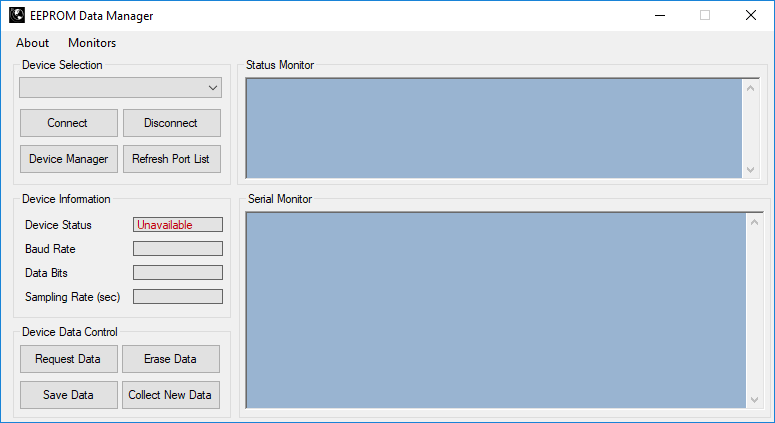 EEPROM Data Manager
About Monitors
Device Selection
Connect Disconnect
Device Manager Refresh Port List
Device Information
Device Status Unavailable
Baud Rate
Data Bits
Sampling Rate (sec)
Device Data Control
Request Data Erase Data
Save Data Collect New Data
Status Monitor
Serial Monitor